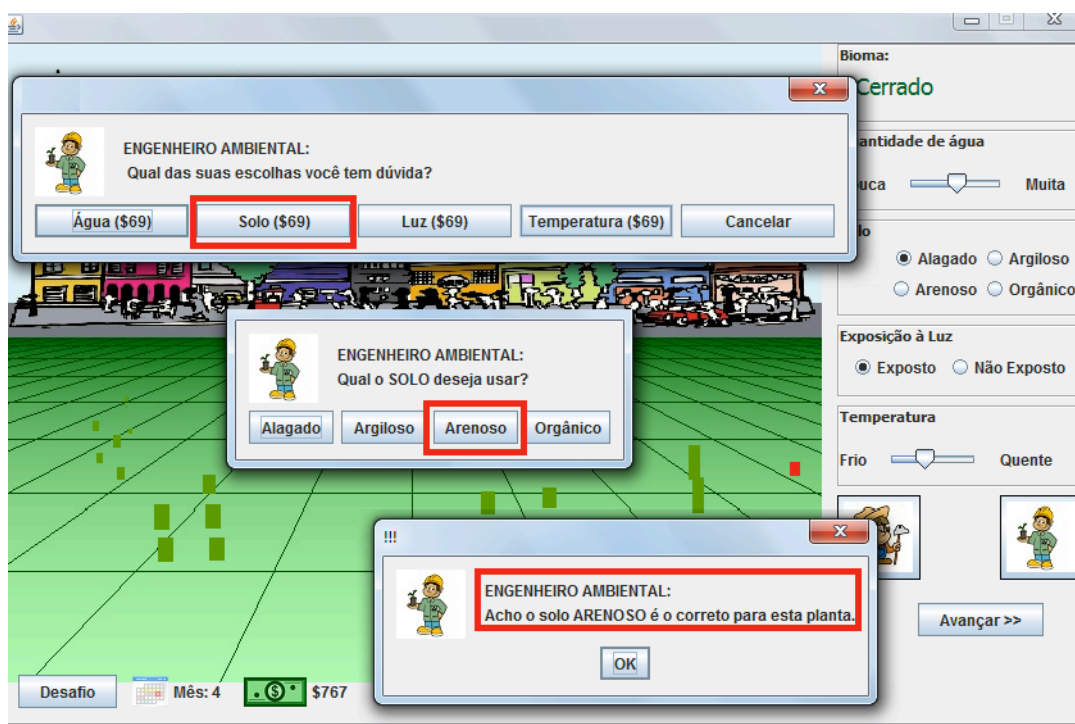 Bioma:
Cerrado
ENGENHEIRO AMBIENTAL:
Qual das suas escolhas você tem dúvida?
Água ($69) Solo ($69) Luz ($69) Temperatura ($69) Cancelar
antidade de água
uca Muita
lo
Alagado Argiloso
Arenoso Orgânico
ENGENHEIRO AMBIENTAL:
Qual o SOLO deseja usar?
Alagado Argiloso Arenoso Orgânico
Exposição à Luz
Exposto Não Exposto
Temperatura
Frio Quente
!!!
ENGENHEIRO AMBIENTAL:
Acho o solo ARENOSO é o correto para esta planta.
OK
Avançar >>
Desafio Mês: 4 $767